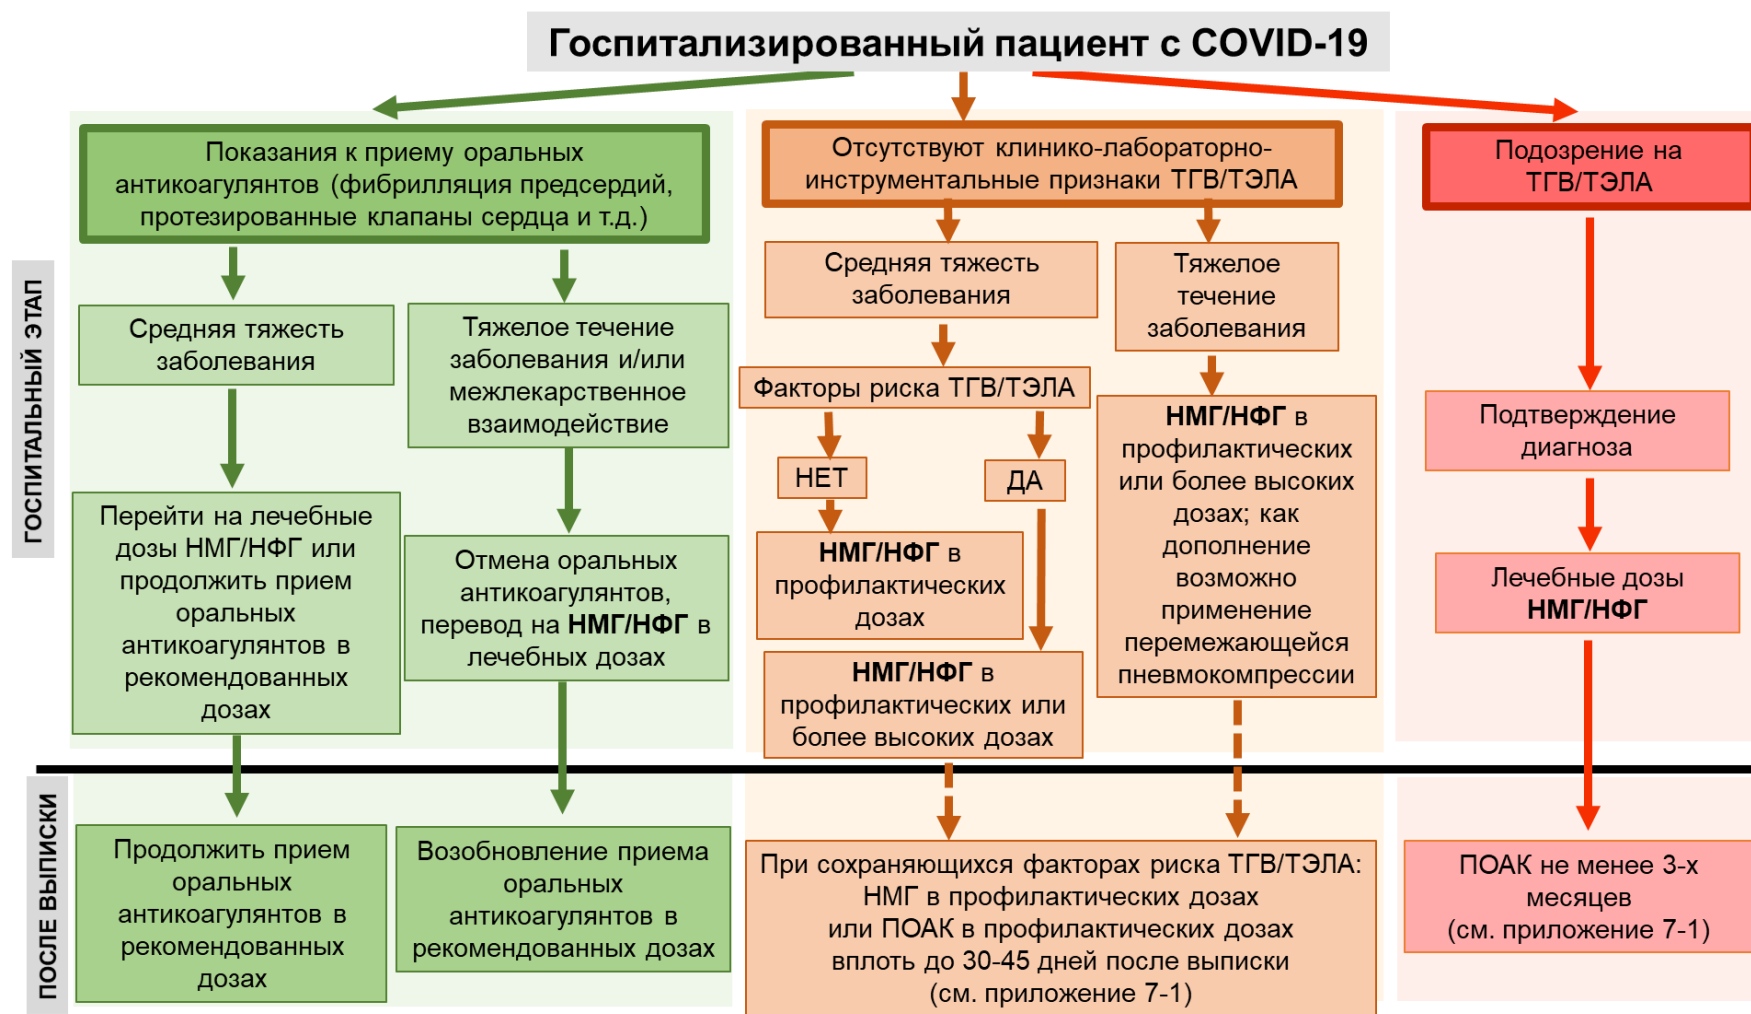 Госпитализированный пациент с COVID-19
ГОСПИТАЛЬНЫЙ ЭТАП
Показания к приему оральных
антикоагулянтов (фибрилляция предсердий,
протезированные клапаны сердца и т.д.)
Средняя тяжесть
заболевания
Перейти на лечебные
дозы НМГ/НФГ или
продолжить прием
оральных
антикоагулянтов в
рекомендованных
дозах
Тяжелое течение
заболевания и/или
межлекарственное
взаимодействие
Отмена оральных
антикоагулянтов,
перевод на НМГ/НФГ в
лечебных дозах
Отсутствуют клинико-лабораторно-
инструментальные признаки ТГВ/ТЭЛА
Средняя тяжесть
заболевания
Факторы риска ТГВ/ТЭЛА
НЕТ
ДА
НМГ/НФГ в
профилактических
дозах
НМГ/НФГ в
профилактических или
более высоких дозах
Тяжелое
течение
заболевания
НМГ/НФГ в
профилактических
или более высоких
дозах; как
дополнение
возможно
применение
перемежающейся
пневмокомпрессии
Подозрение на
ТГВ/ТЭЛА
Подтверждение
диагноза
Лечебные дозы
НМГ/НФГ
ПОСЛЕ ВЫПИСКИ
Продолжить прием
оральных
антикоагулянтов в
рекомендованных
дозах
Возобновление приема
оральных
антикоагулянтов в
рекомендованных дозах
При сохраняющихся факторах риска ТГВ/ТЭЛА:
НМГ в профилактических дозах
или ПОАК в профилактических дозах
вплоть до 30-45 дней после выписки
(см. приложение 7-1)
ПОАК не менее 3-х
месяцев
(см. приложение 7-1)